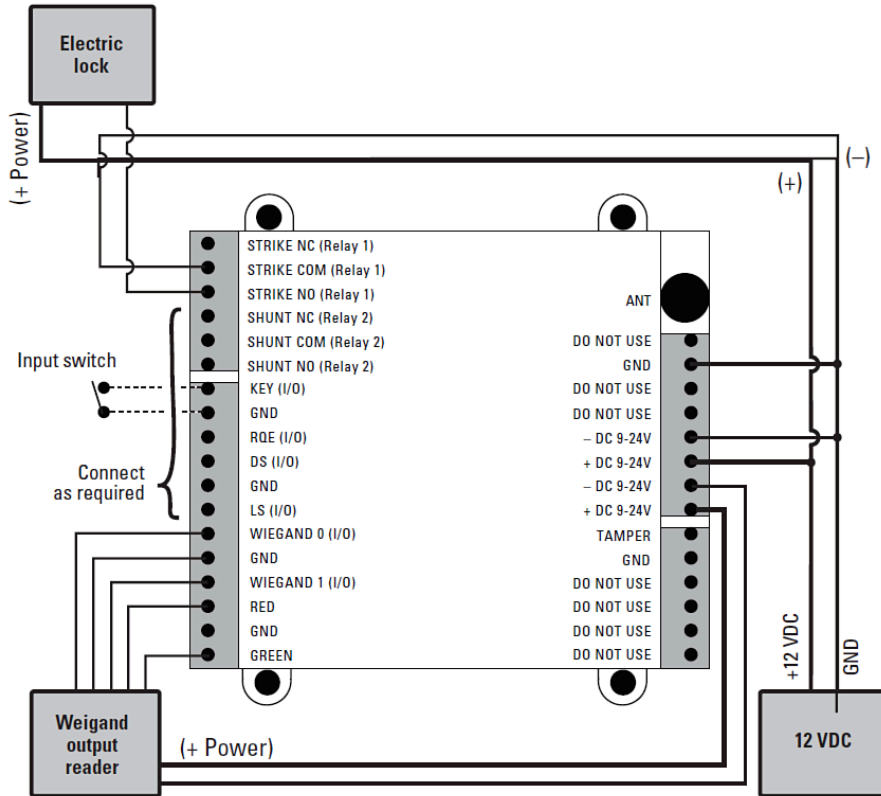 Electric
lock
(+ Power)
(–)
(+)
STRIKE NC (Relay 1)
STRIKE COM (Relay 1)
STRIKE NO (Relay 1)
SHUNT NC (Relay 2)
SHUNT COM (Relay 2)
SHUNT NO (Relay 2)
KEY (I/O)
GND
RQE (I/O)
DS (I/O)
GND
LS (I/O)
WIEGAND 0 (I/O)
GND
WIEGAND 1 (I/O)
RED
GND
GREEN
ANT
DO NOT USE
GND
DO NOT USE
DO NOT USE
– DC 9-24V
+ DC 9-24V
– DC 9-24V
+ DC 9-24V
TAMPER
GND
DO NOT USE
DO NOT USE
DO NOT USE
DO NOT USE
Input switch
Connect
as required
+12 VDC
GND
Weigand
output
reader
(+ Power)
12 VDC